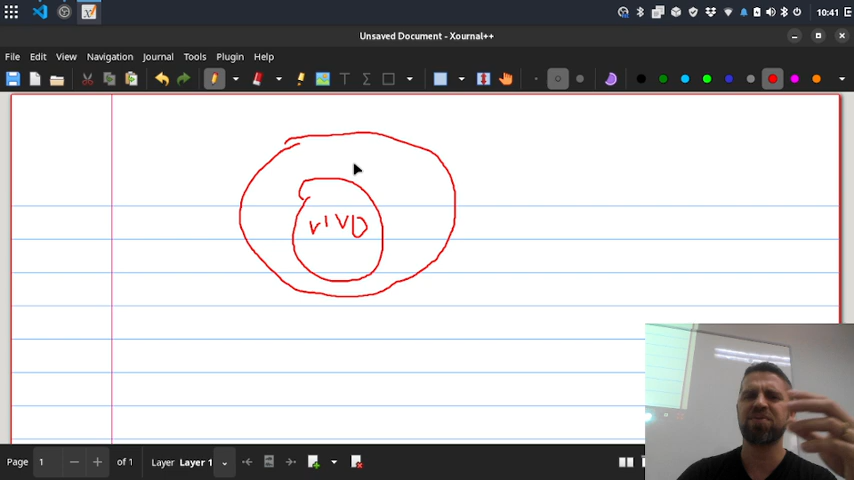 10:41
Unsaved Document - Xournal++
File Edit View Navigation Journal Tools Plugin Help
vivo
Page 1 of 1 Layer Layer 1